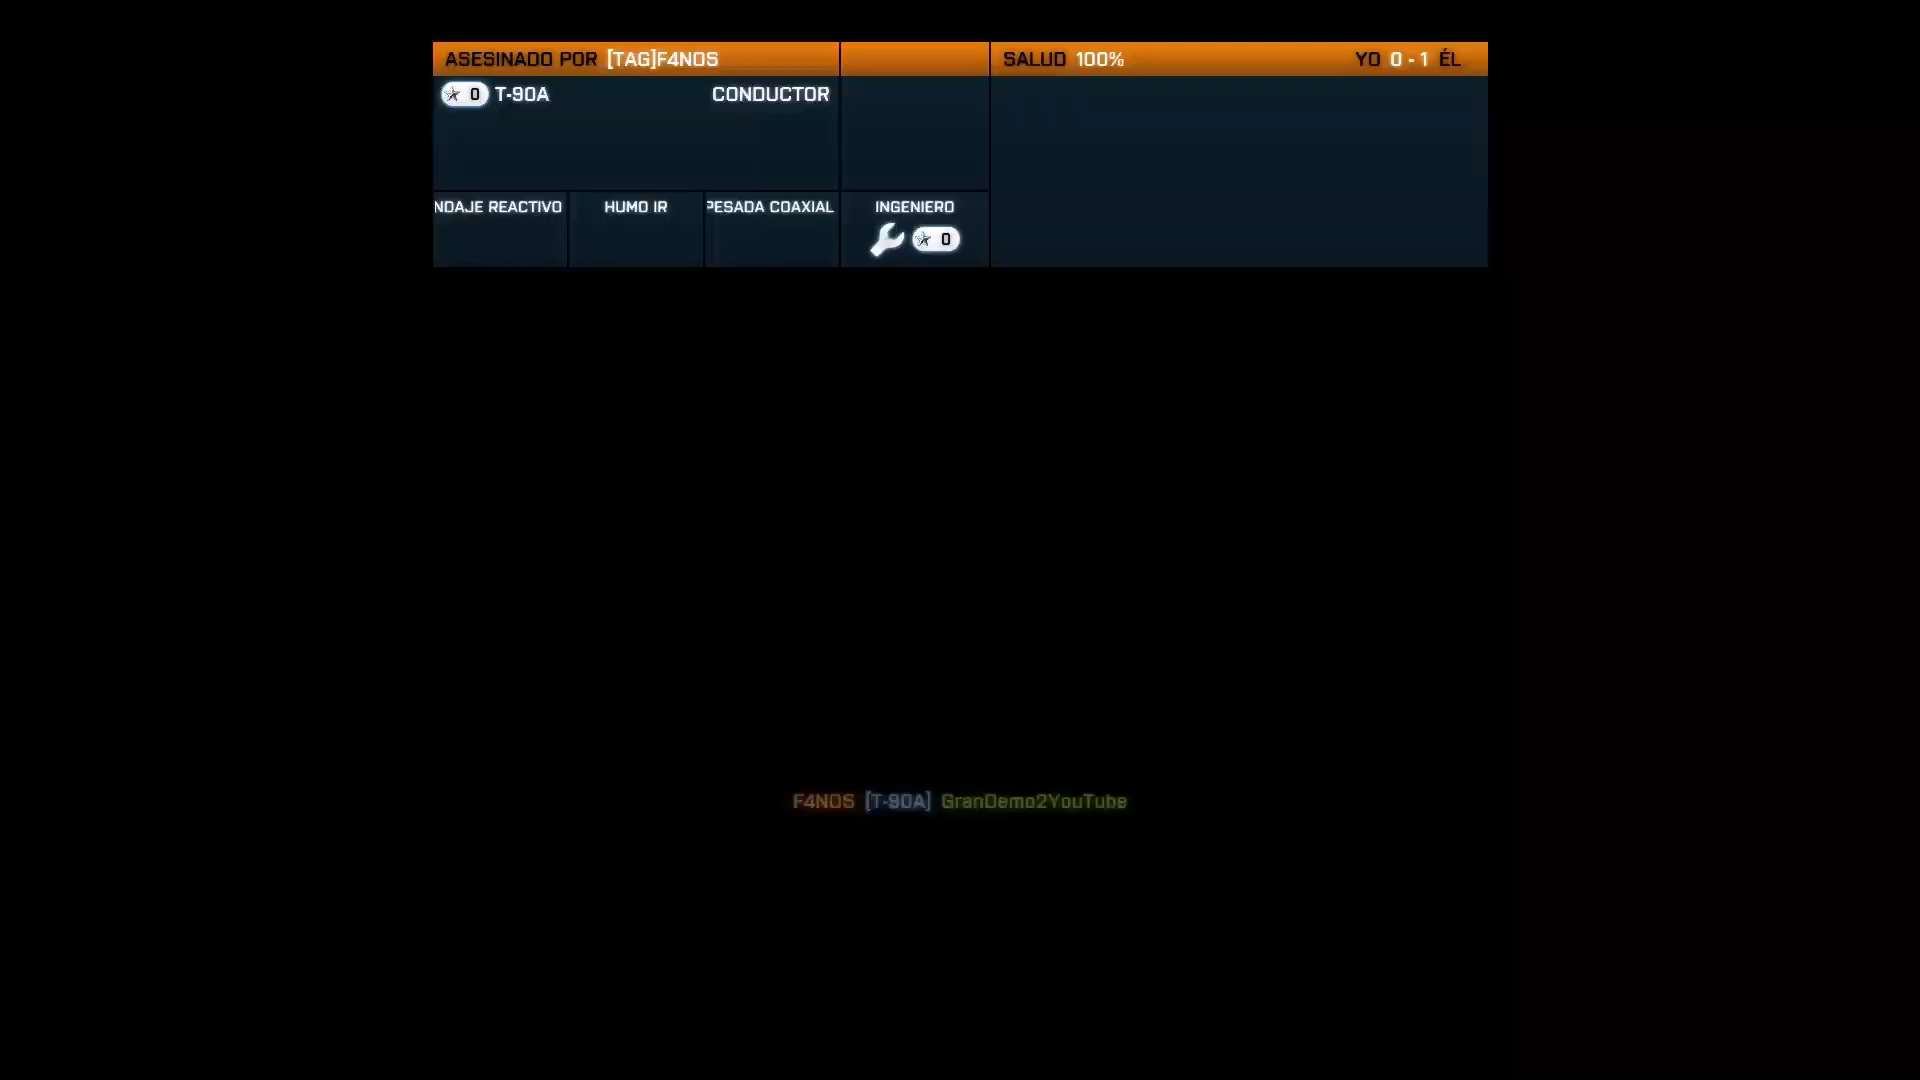 ASESINADO POR [TAG]F4NOS
SALUD 100%
YO 0 - 1 ÉL
0 T-90A
CONDUCTOR
NDAJE REACTIVO
HUMO IR
PESADA COAXIAL
INGENIERO
0
F4NOS [T-90A] GranDemo2YouTube